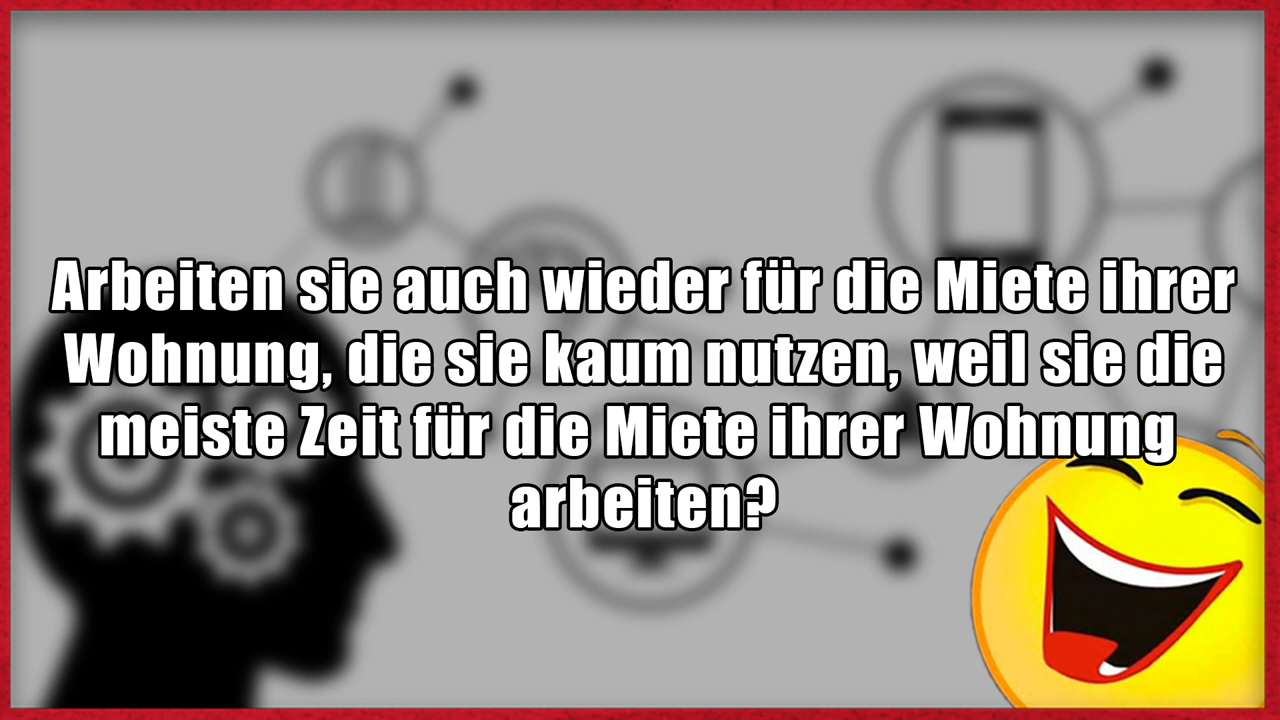 Arbeiten sie auch wieder für die Miete ihrer
Wohnung, die sie kaum nutzen, weil sie die
meiste Zeit für die Miete ihrer Wohnung
arbeiten?